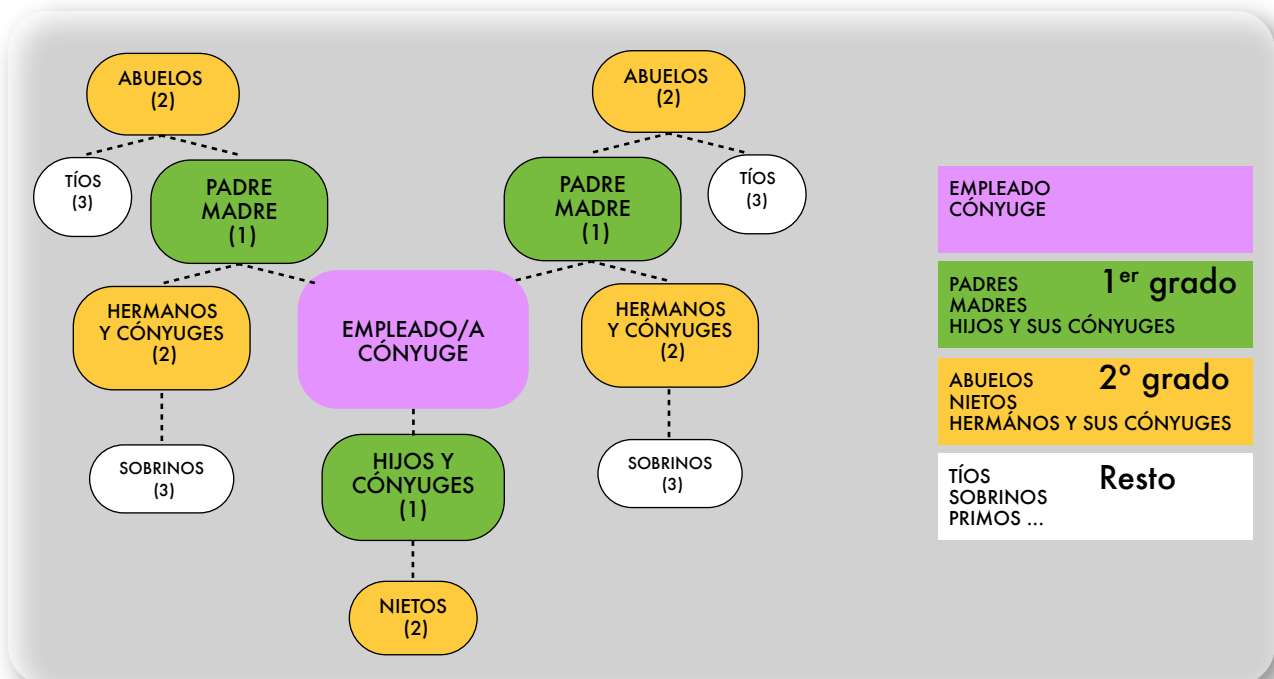 ABUELOS
(2)
ABUELOS
(2)
TÍOS
(3)
PADRE
MADRE
(1)
PADRE
MADRE
(1)
TÍOS
(3)
HERMANOS
Y CÓNYUGES
(2)
EMPLEADO/A
CÓNYUGE
HERMANOS
Y CÓNYUGES
(2)
SOBRINOS
(3)
HIJOS Y
CÓNYUGES
(1)
SOBRINOS
(3)
NIETOS
(2)
EMPLEADO
CÓNYUGE
PADRES 1er grado
MADRES
HIJOS Y SUS CÓNYUGES
ABUELOS 2° grado
NIETOS
HERMÁNOS Y SUS CÓNYUGES
TÍOS Resto
SOBRINOS
PRIMOS ...